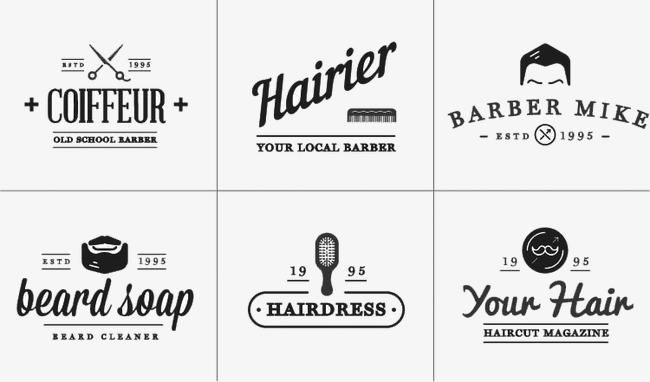 ESTD 1995
COIFFEUR
OLD SCHOOL BARBER
Hairier
YOUR LOCAL BARBER
BARBER MIKE
ESTD 1995
ESTD 1995
beard soap
BEARD CLEANER
19 95
HAIRDRESS
19 95
Your Hair
HAIRCUT MAGAZINE